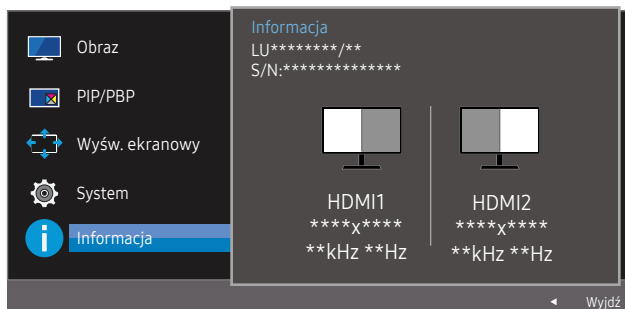 Obraz
PIP/PBP
Wyśw. ekranowy
System
Informacja
Informacja
LU********/**
S/N:**************
HDMI1
****x****
**kHz **Hz
HDMI2
****x****
**kHz **Hz
◄ Wyjdź